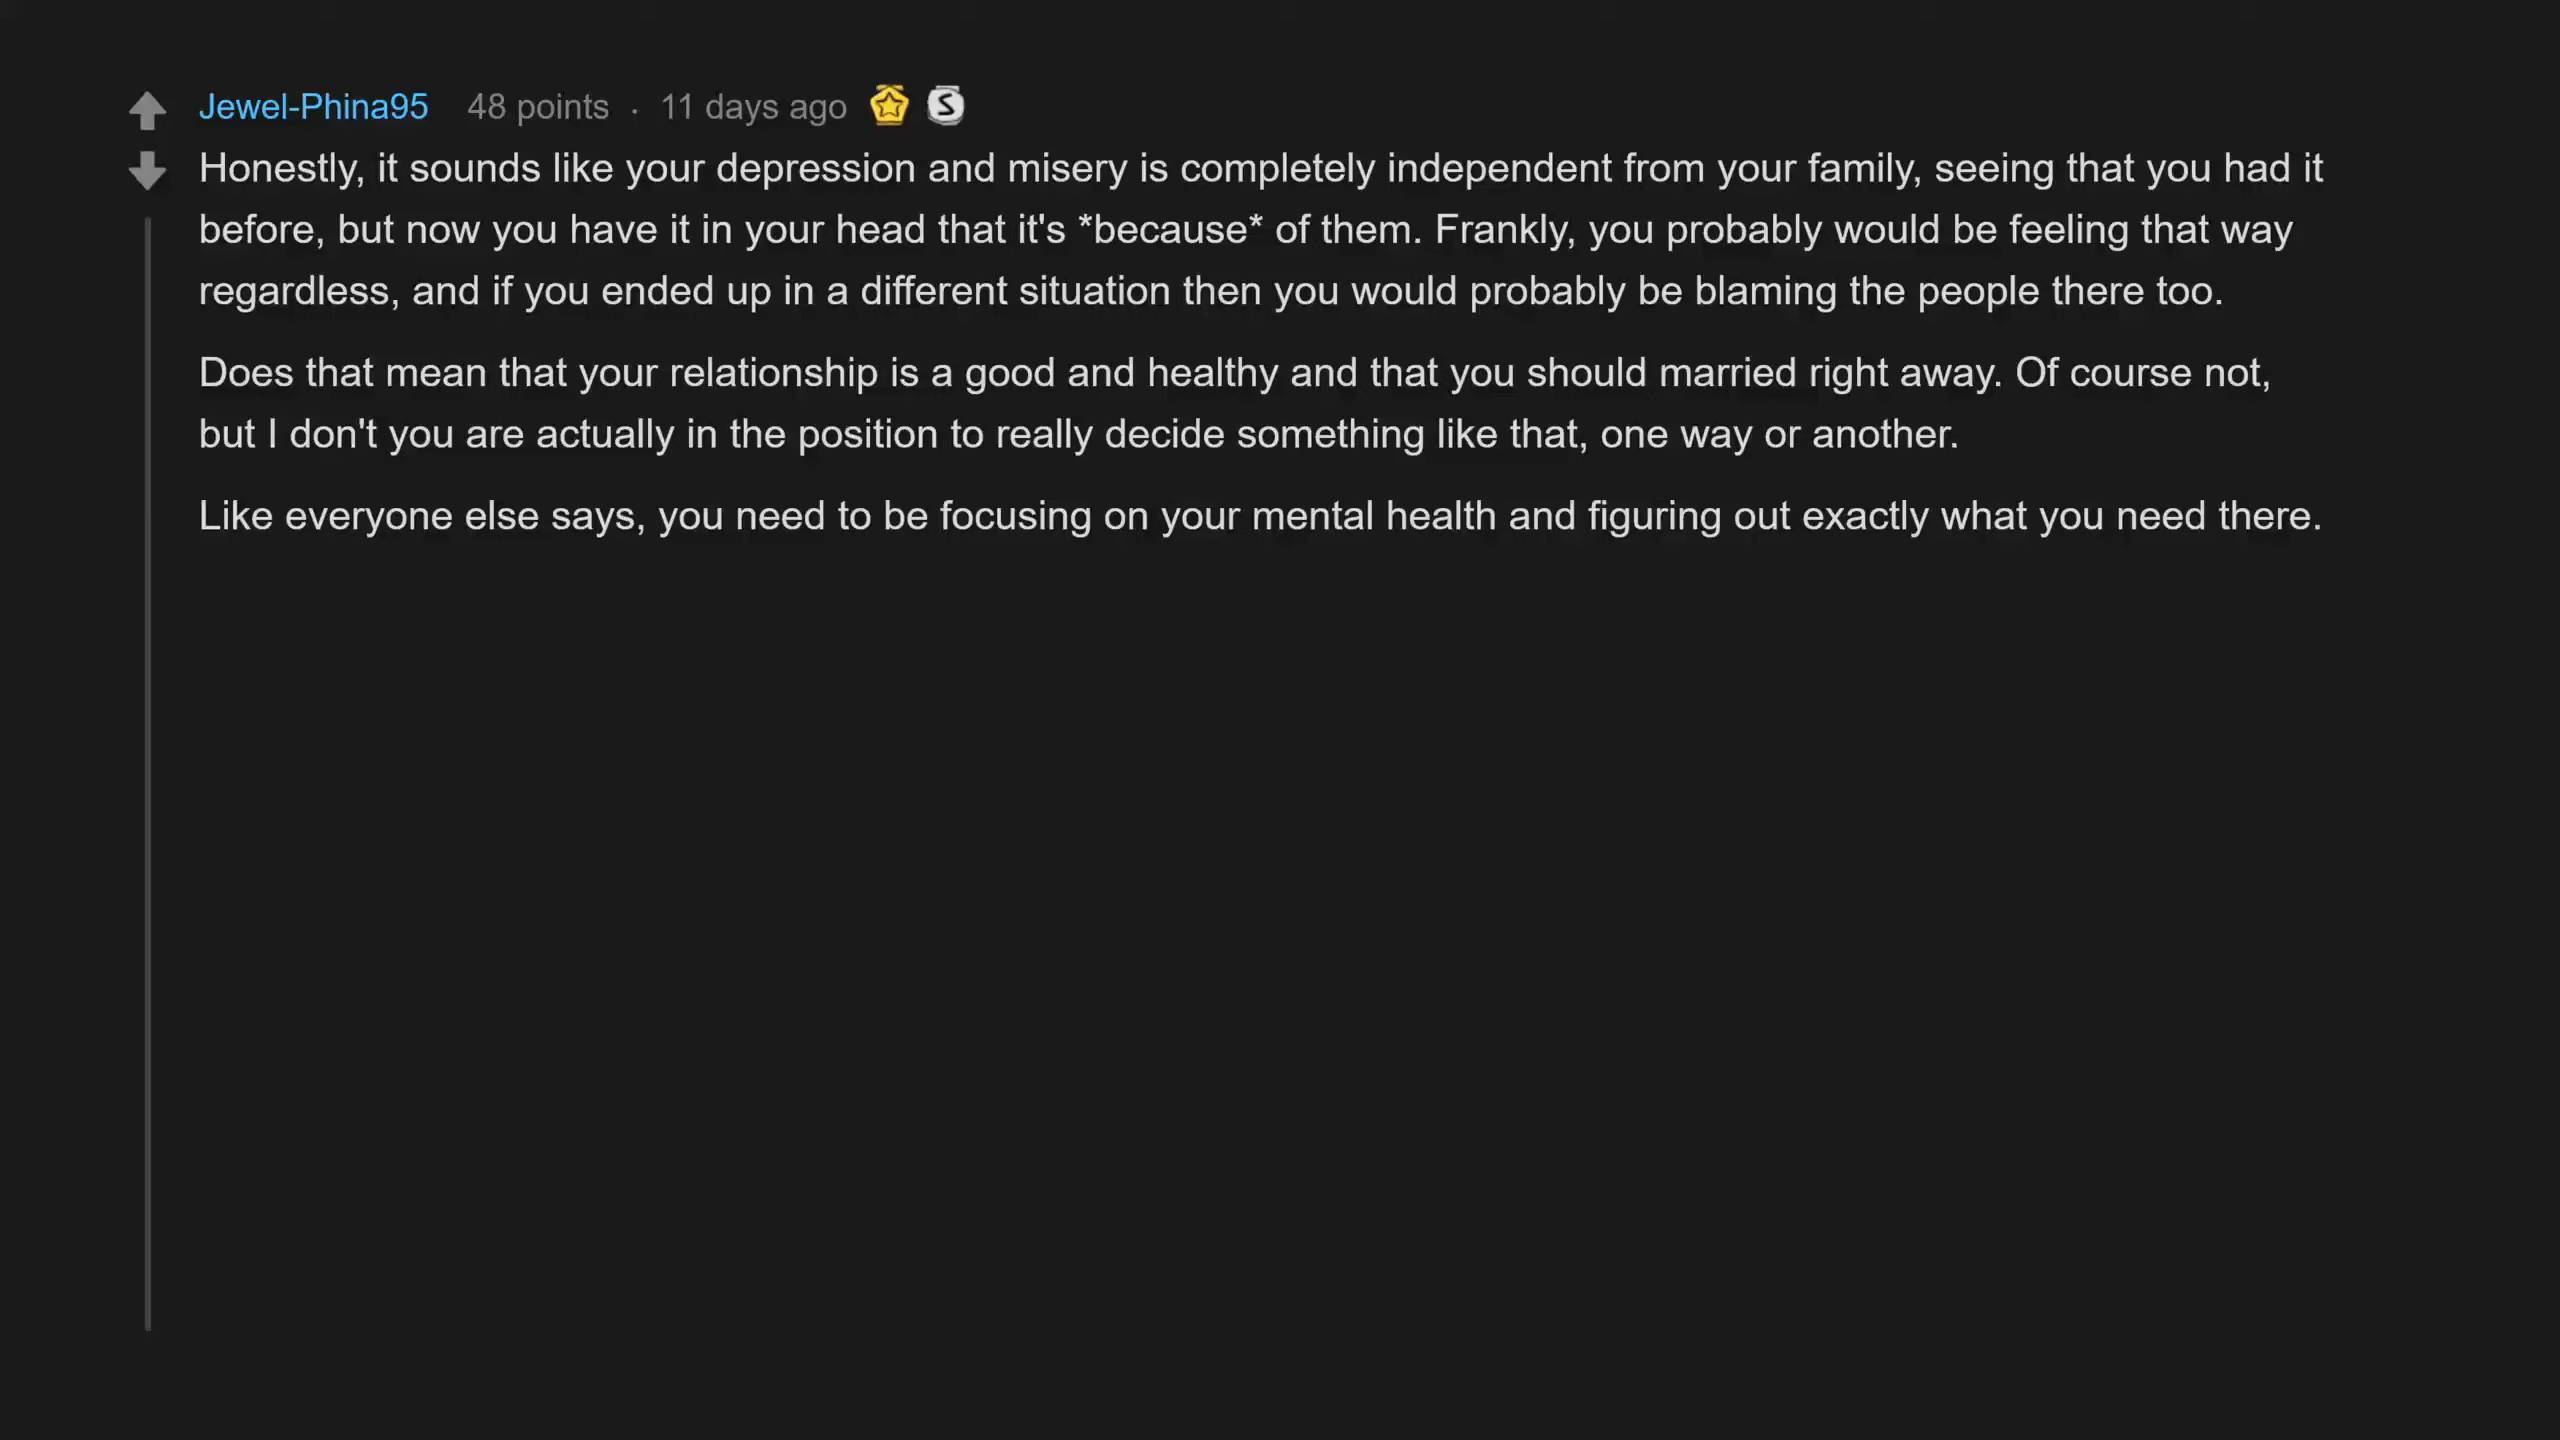 Jewel-Phina95 48 points · 11 days ago S
Honestly, it sounds like your depression and misery is completely independent from your family, seeing that you had it
before, but now you have it in your head that it's *because* of them. Frankly, you probably would be feeling that way
regardless, and if you ended up in a different situation then you would probably be blaming the people there too.
Does that mean that your relationship is a good and healthy and that you should married right away. Of course not,
but I don't you are actually in the position to really decide something like that, one way or another.
Like everyone else says, you need to be focusing on your mental health and figuring out exactly what you need there.